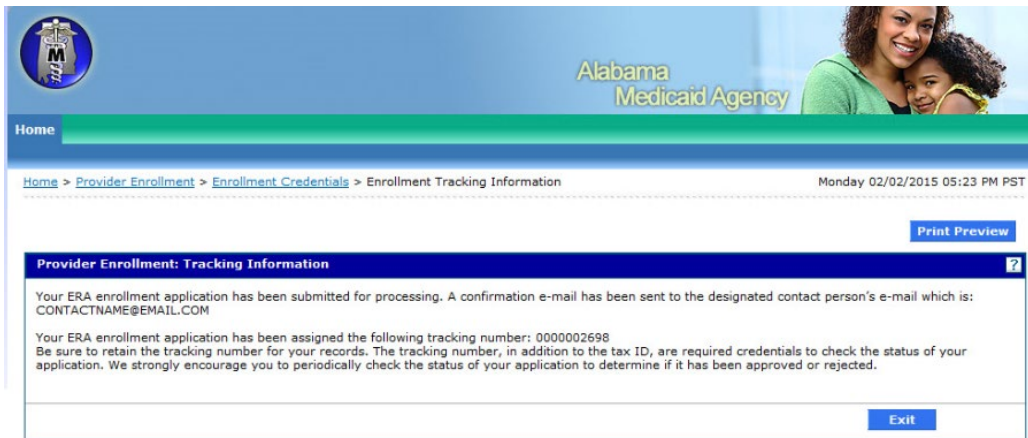 M
Alabama
Medicaid Agency
Home
Home > Provider Enrollment > Enrollment Credentials > Enrollment Tracking Information Monday 02/02/2015 05:23 PM PST
Print Preview
Provider Enrollment: Tracking Information ?
Your ERA enrollment application has been submitted for processing. A confirmation e-mail has been sent to the designated contact person's e-mail which is:
CONTACTNAME@EMAIL.COM
Your ERA enrollment application has been assigned the following tracking number: 0000002698
Be sure to retain the tracking number for your records. The tracking number, in addition to the tax ID, are required credentials to check the status of your
application. We strongly encourage you to periodically check the status of your application to determine if it has been approved or rejected.
Exit